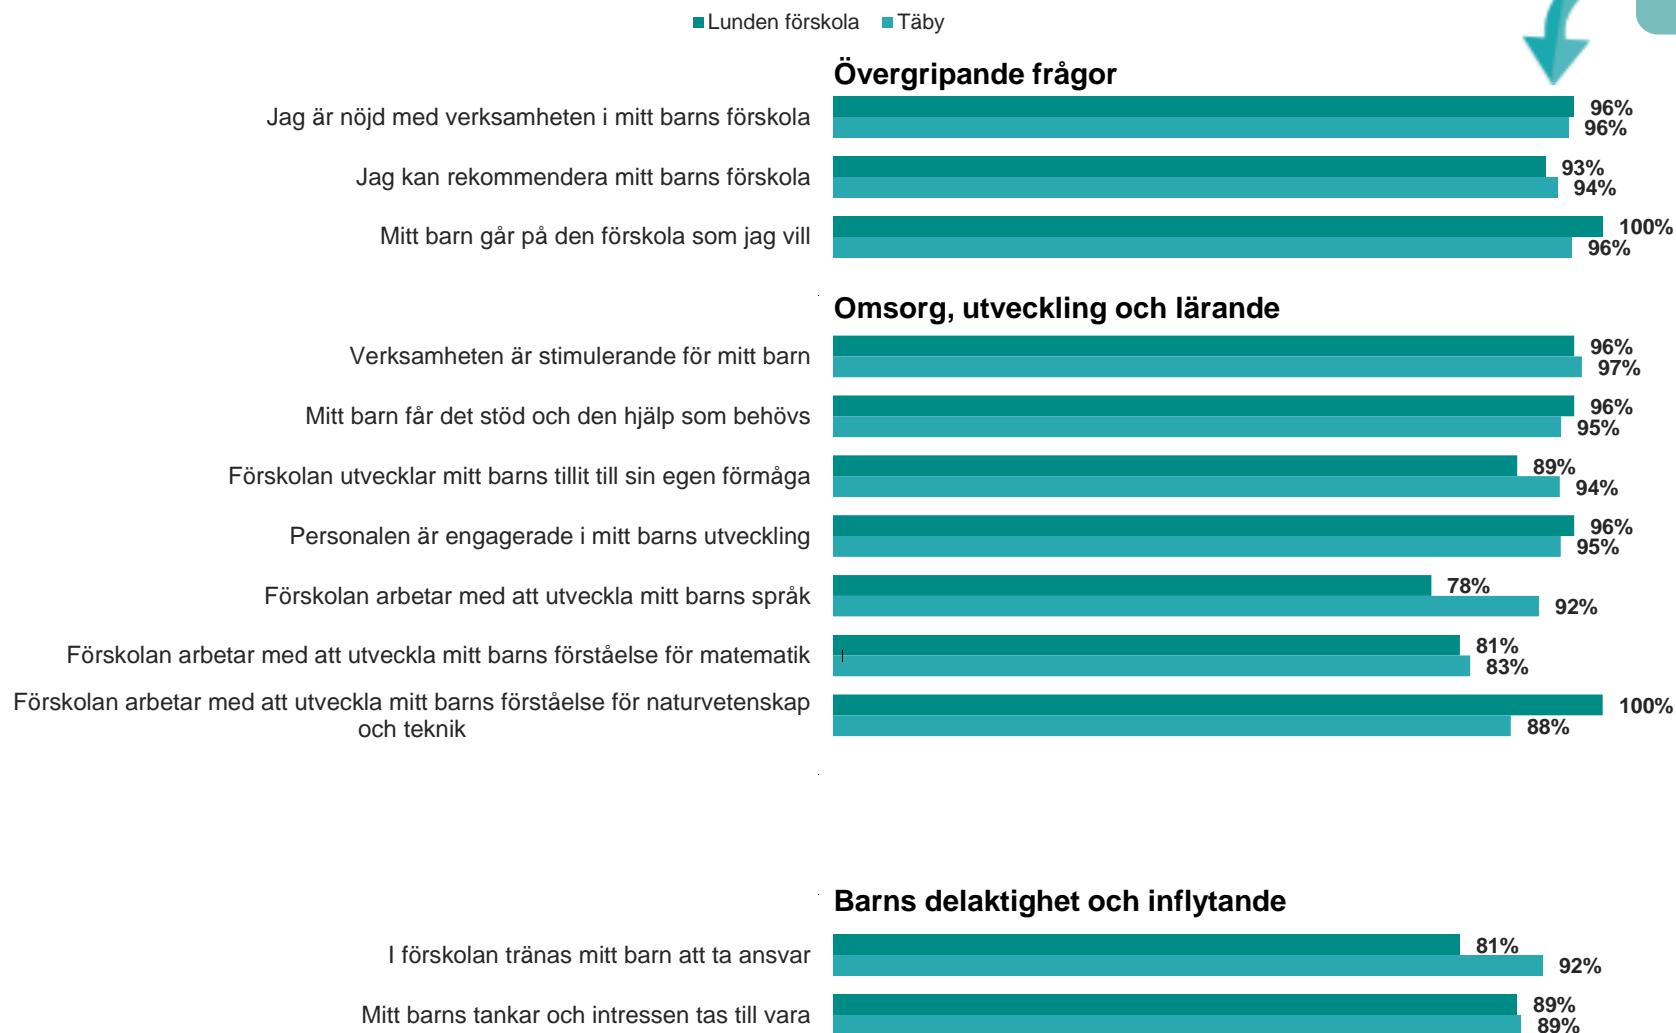 Lunden förskola Täby
Övergripande frågor
Jag är nöjd med verksamheten i mitt barns förskola 96%
96%
Jag kan rekommendera mitt barns förskola 93%
94%
Mitt barn går på den förskola som jag vill 100%
96%
Omsorg, utveckling och lärande
Verksamheten är stimulerande för mitt barn 96%
97%
Mitt barn får det stöd och den hjälp som behövs 96%
95%
Förskolan utvecklar mitt barns tillit till sin egen förmåga 89%
94%
Personalen är engagerade i mitt barns utveckling 96%
95%
Förskolan arbetar med att utveckla mitt barns språk 78%
92%
Förskolan arbetar med att utveckla mitt barns förståelse för matematik 81%
83%
Förskolan arbetar med att utveckla mitt barns förståelse för naturvetenskap 100%
och teknik 88%
Barns delaktighet och inflytande
I förskolan tränas mitt barn att ta ansvar 81%
92%
Mitt barns tankar och intressen tas till vara 89%
89%